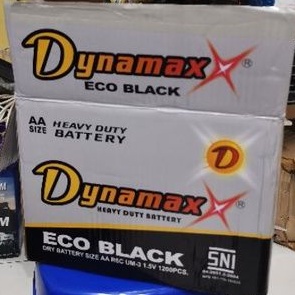 Dynamax ®
ECO BLACK
AA SIZE HEAVY DUTY BATTERY
D
Dynamax ®
HEAVY DUTY BATTERY
ECO BLACK
SNI
DRY BATTERY SIZE AA R6C UM-3 1.5V 1200PCS.